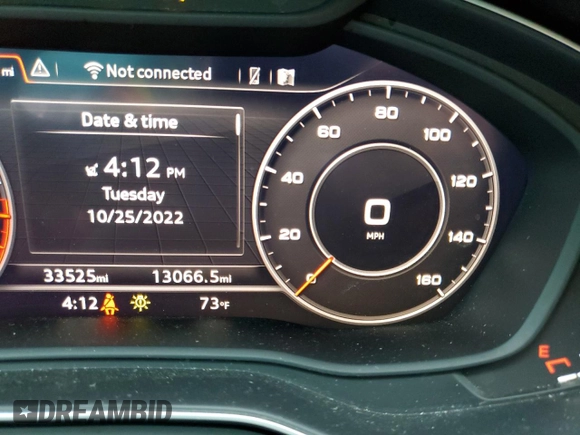 mi Not connected
Date & time
4:12 PM
Tuesday
10/25/2022
33525mi 13066.5mi
4:12 73°F
0 20 40 60 80 100 120 140 160
0
MPH
E
DREAMBID